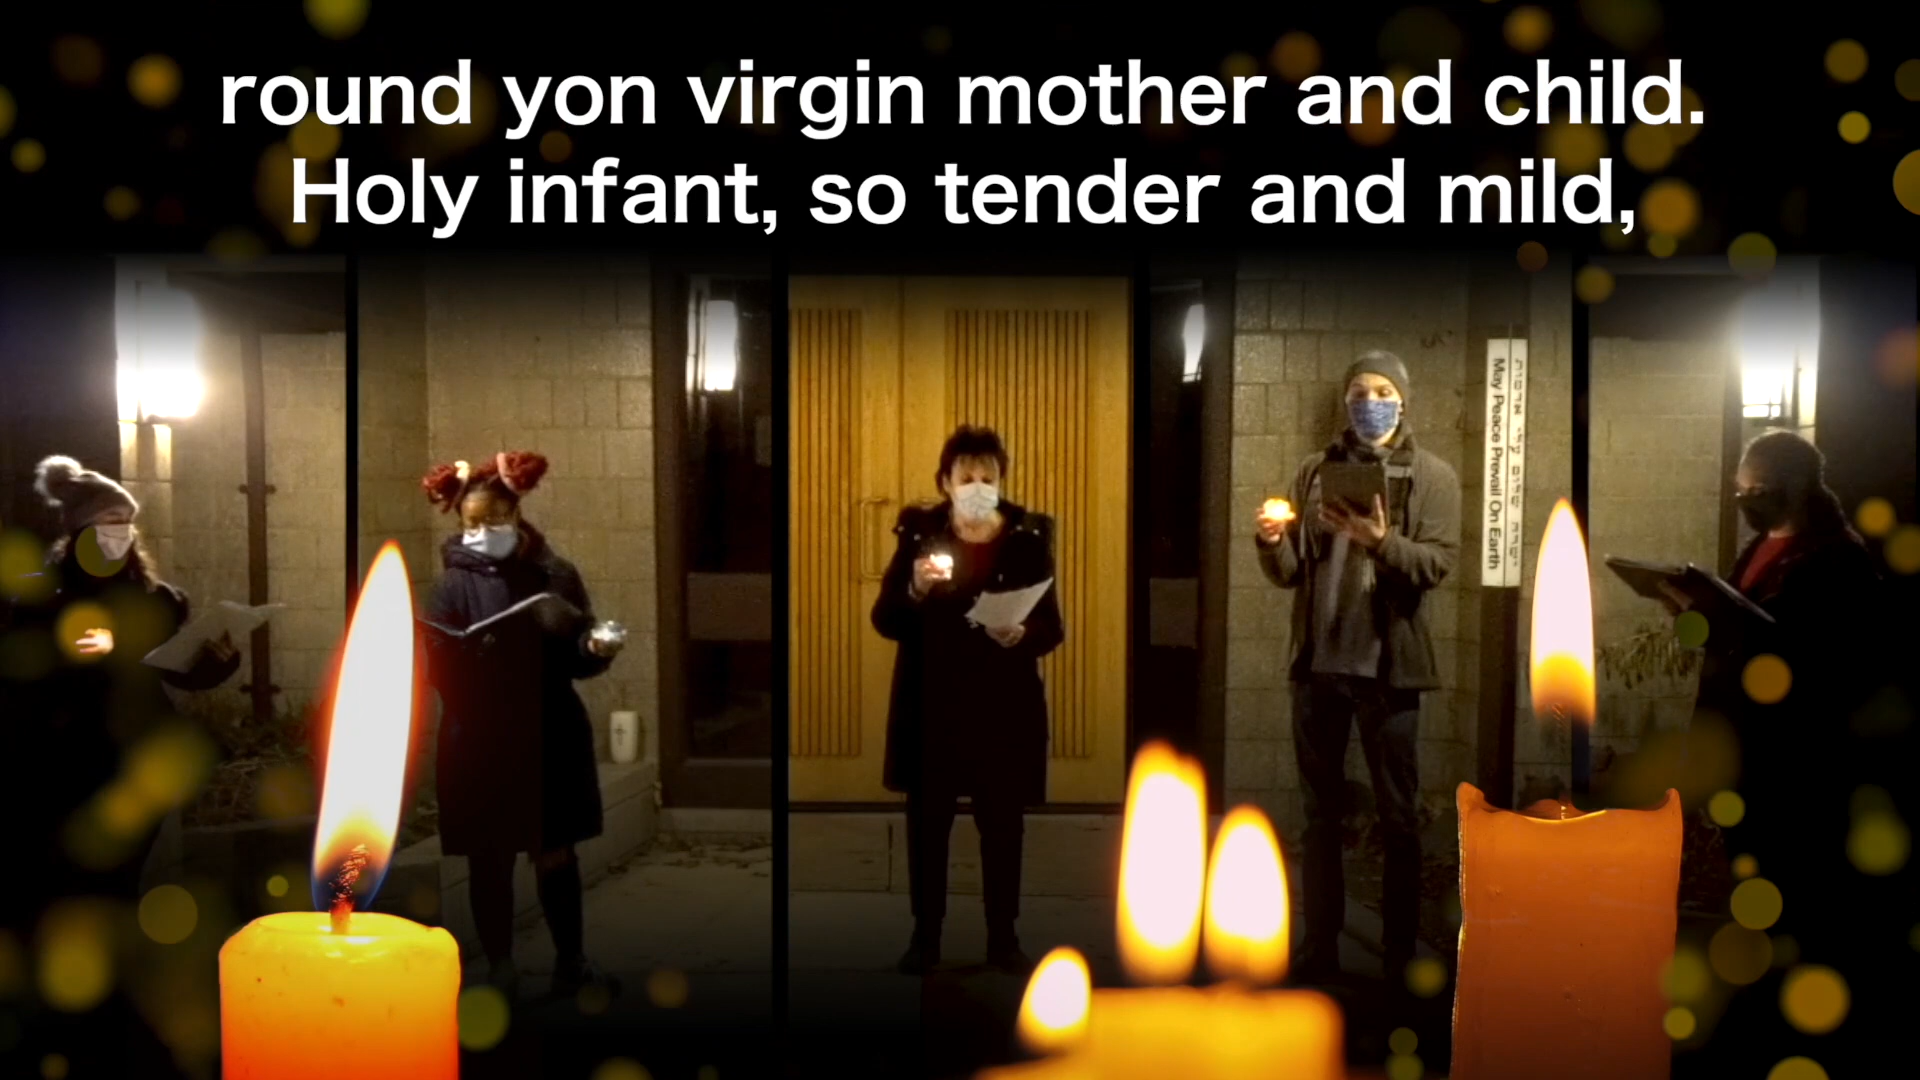 round yon virgin mother and child.
Holy infant, so tender and mild,
May Peace Prevail On Earth